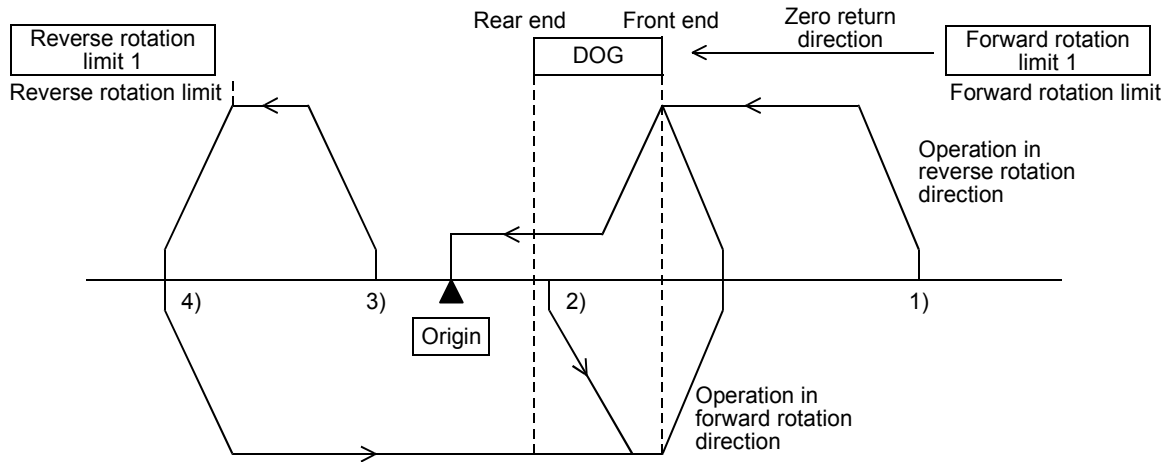 Rear end
Front end
Zero return
direction
Reverse rotation
limit 1
DOG
Forward rotation
limit 1
Reverse rotation limit
Forward rotation limit
Operation in
reverse rotation
direction
4)
3)
2)
1)
Origin
Operation in
forward rotation
direction